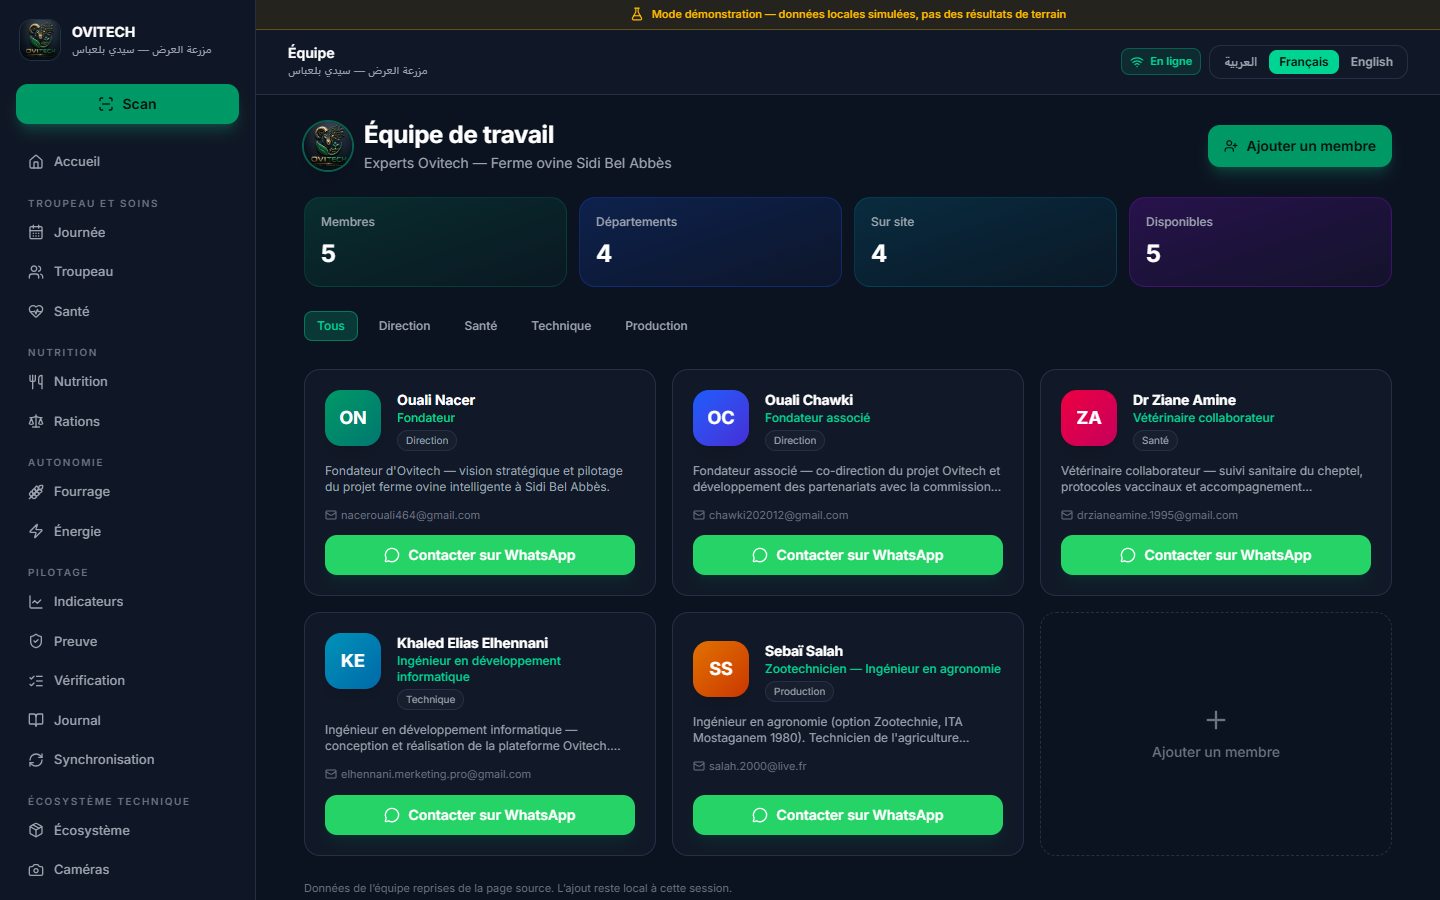 Mode démonstration — données locales simulées, pas des résultats de terrain
OVITECH
مزرعة العرض — سيدي بلعباس
Scan
Accueil
TROUPEAU ET SOINS
Journée
Troupeau
Santé
NUTRITION
Nutrition
Rations
AUTONOMIE
Fourrage
Énergie
PILOTAGE
Indicateurs
Preuve
Vérification
Journal
Synchronisation
ÉCOSYSTÈME TECHNIQUE
Écosystème
Caméras
Équipe
مزرعة العرض — سيدي بلعباس
En ligne
العربية
Français
English
OVITECH
Équipe de travail
Experts Ovitech — Ferme ovine Sidi Bel Abbès
Ajouter un membre
Membres
5
Départements
4
Sur site
4
Disponibles
5
Tous
Direction
Santé
Technique
Production
ON
Ouali Nacer
Fondateur
Direction
Fondateur d'Ovitech — vision stratégique et pilotage
du projet ferme ovine intelligente à Sidi Bel Abbès.
nacerouali464@gmail.com
Contacter sur WhatsApp
OC
Ouali Chawki
Fondateur associé
Direction
Fondateur associé — co-direction du projet Ovitech et
développement des partenariats avec la commission...
chawki202012@gmail.com
Contacter sur WhatsApp
ZA
Dr Ziane Amine
Vétérinaire collaborateur
Santé
Vétérinaire collaborateur — suivi sanitaire du cheptel,
protocoles vaccinaux et accompagnement...
drzianeamine.1995@gmail.com
Contacter sur WhatsApp
KE
Khaled Elias Elhennani
Ingénieur en développement
informatique
Technique
Ingénieur en développement informatique —
conception et réalisation de la plateforme Ovitech....
elhennani.merketing.pro@gmail.com
Contacter sur WhatsApp
SS
Sebaï Salah
Zootechnicien — Ingénieur en agronomie
Production
Ingénieur en agronomie (option Zootechnie, ITA
Mostaganem 1980). Technicien de l'agriculture...
salah.2000@live.fr
Contacter sur WhatsApp
Ajouter un membre
Données de l'équipe reprises de la page source. L'ajout reste local à cette session.